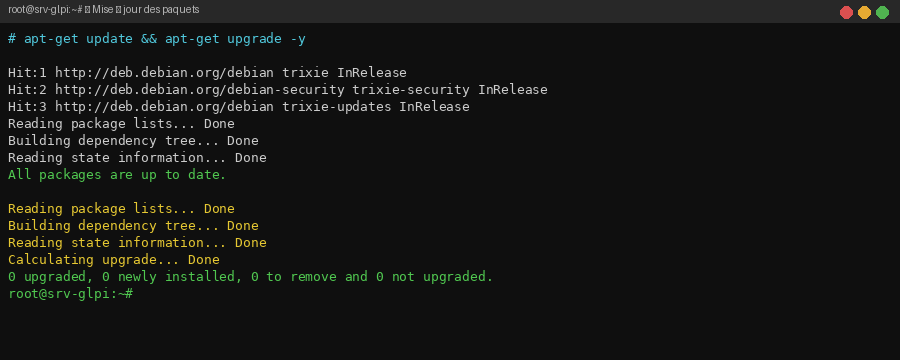 root@srv-glpi:~# Mise jour des paquets
# apt-get update && apt-get upgrade -y
Hit:1 http://deb.debian.org/debian trixie InRelease
Hit:2 http://deb.debian.org/debian-security trixie-security InRelease
Hit:3 http://deb.debian.org/debian trixie-updates InRelease
Reading package lists... Done
Building dependency tree... Done
Reading state information... Done
All packages are up to date.
Reading package lists... Done
Building dependency tree... Done
Reading state information... Done
Calculating upgrade... Done
0 upgraded, 0 newly installed, 0 to remove and 0 not upgraded.
root@srv-glpi:~#